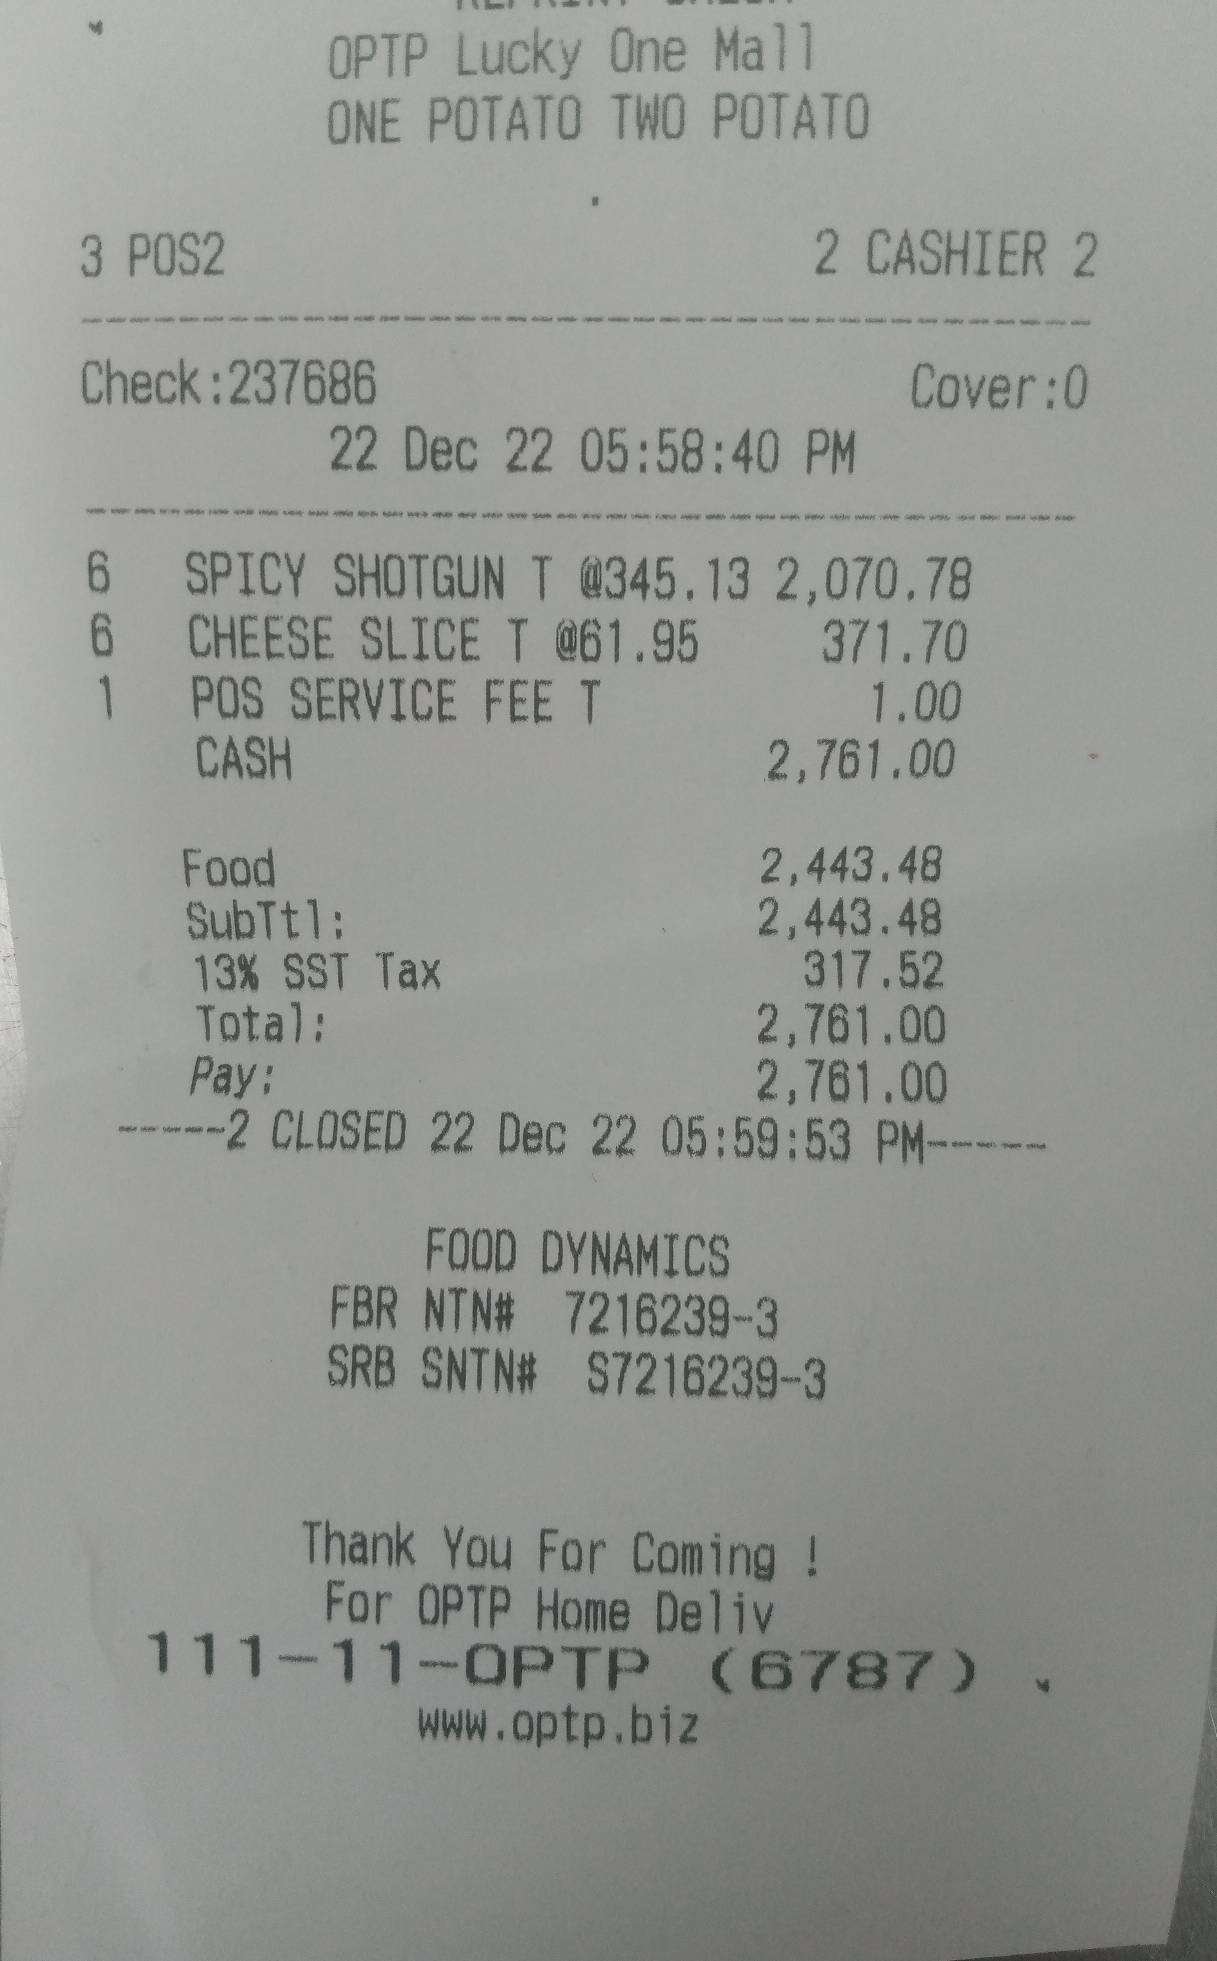 OPTP Lucky One Mall
ONE POTATO TWO POTATO
3 POS2 2 CASHIER 2
Check:237686 Cover:0
22 Dec 22 05:58:40 PM
6 SPICY SHOTGUN T @345.13 2,070.78
6 CHEESE SLICE T @61.95 371.70
1 POS SERVICE FEE T 1.00
CASH 2,761.00
Food 2,443.48
SubTtl: 2,443.48
13% SST Tax 317.52
Total: 2,761.00
Pay: 2,761.00
-----2 CLOSED 22 Dec 22 05:59:53 PM-----
FOOD DYNAMICS
FBR NTN# 7216239-3
SRB SNTN# S7216239-3
Thank You For Coming !
For OPTP Home Deliv
111-11-OPTP (6787)
www.optp.biz